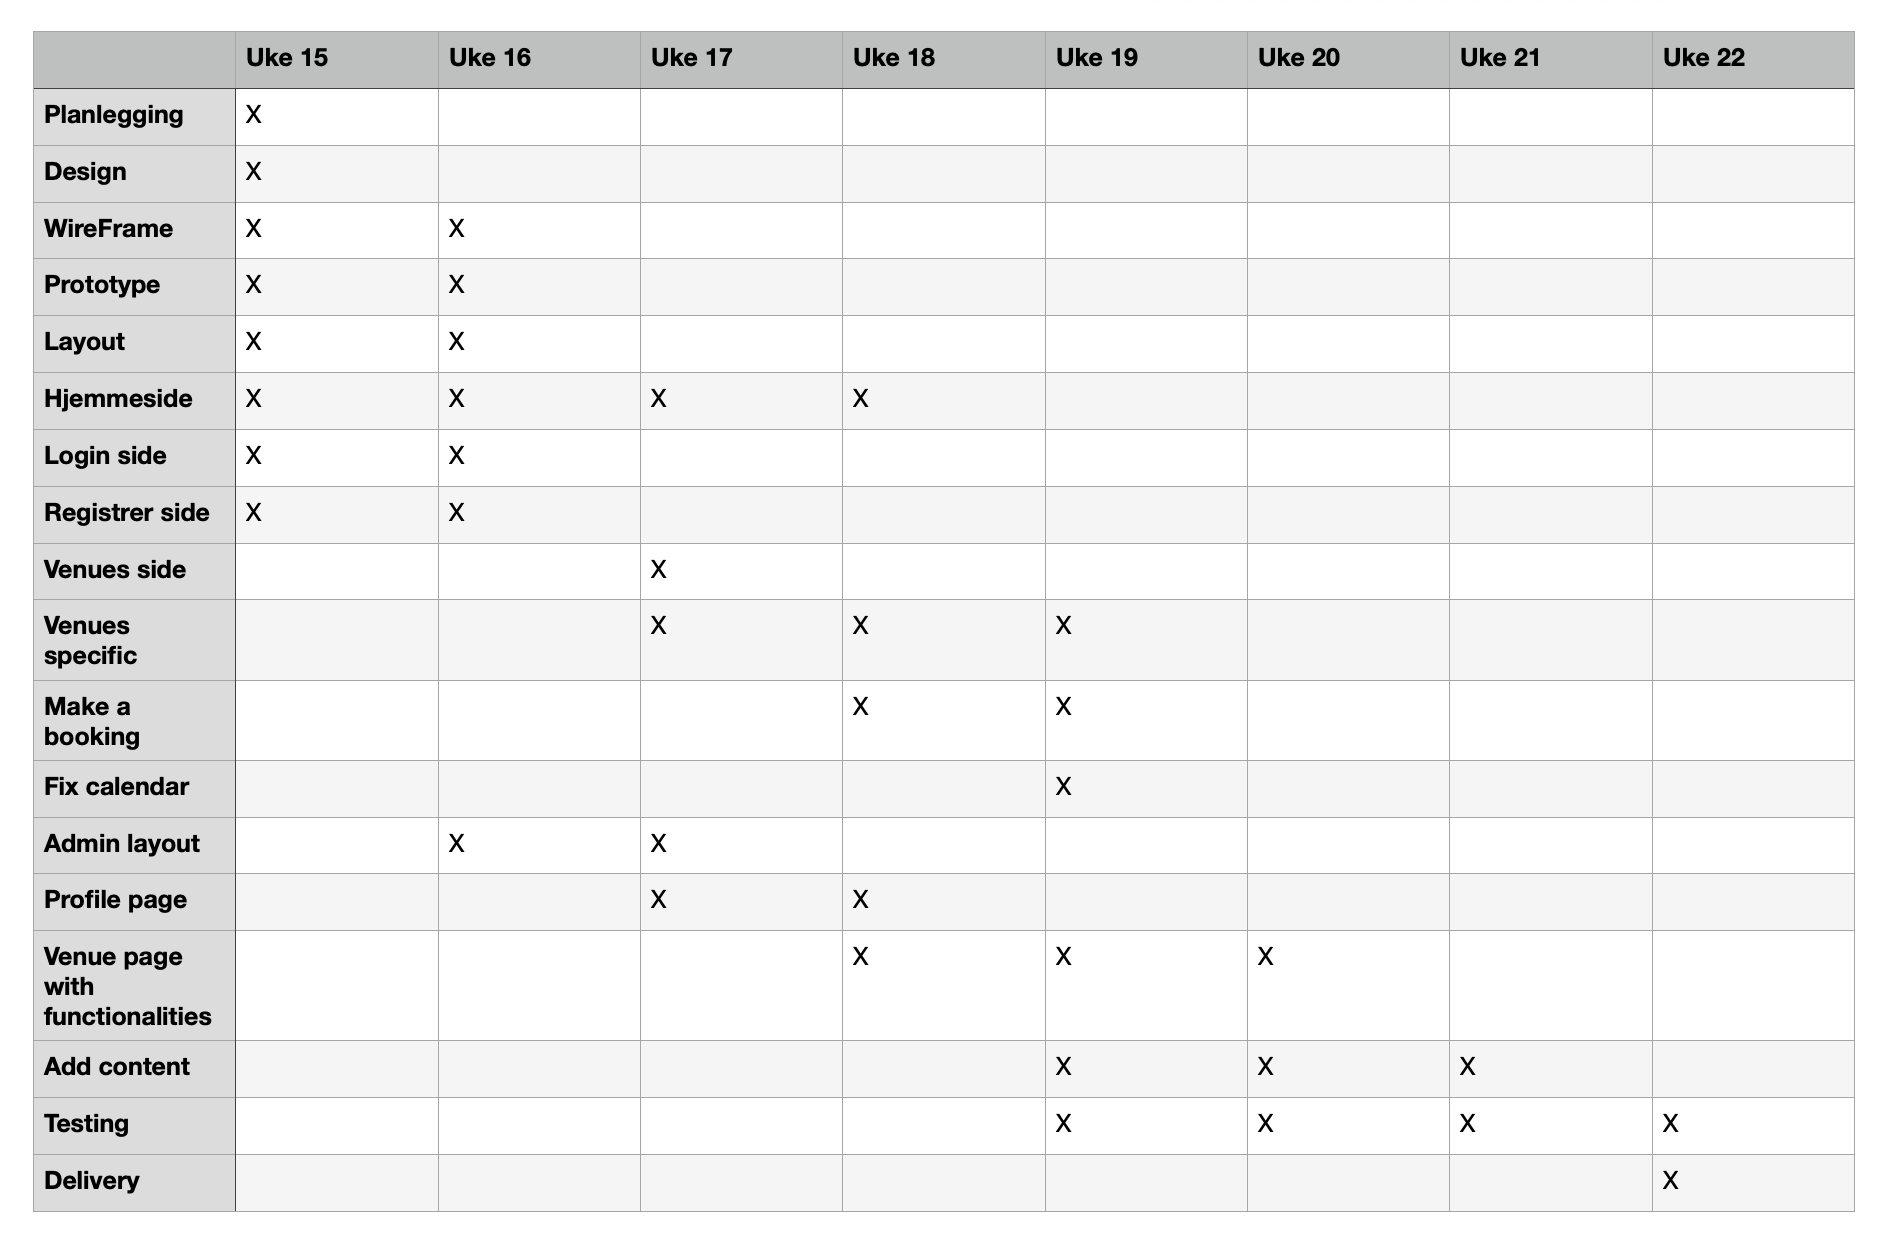 Uke 15 Uke 16 Uke 17 Uke 18 Uke 19 Uke 20 Uke 21 Uke 22
Planlegging X
Design X
WireFrame X X
Prototype X X
Layout X X
Hjemmeside X X X X
Login side X X
Registrer side X X
Venues side X
Venues X X X
specific
Make a X X
booking
Fix calendar X
Admin layout X X
Profile page X X
Venue page X X X
with
functionalities
Add content X X X
Testing X X X X
Delivery X